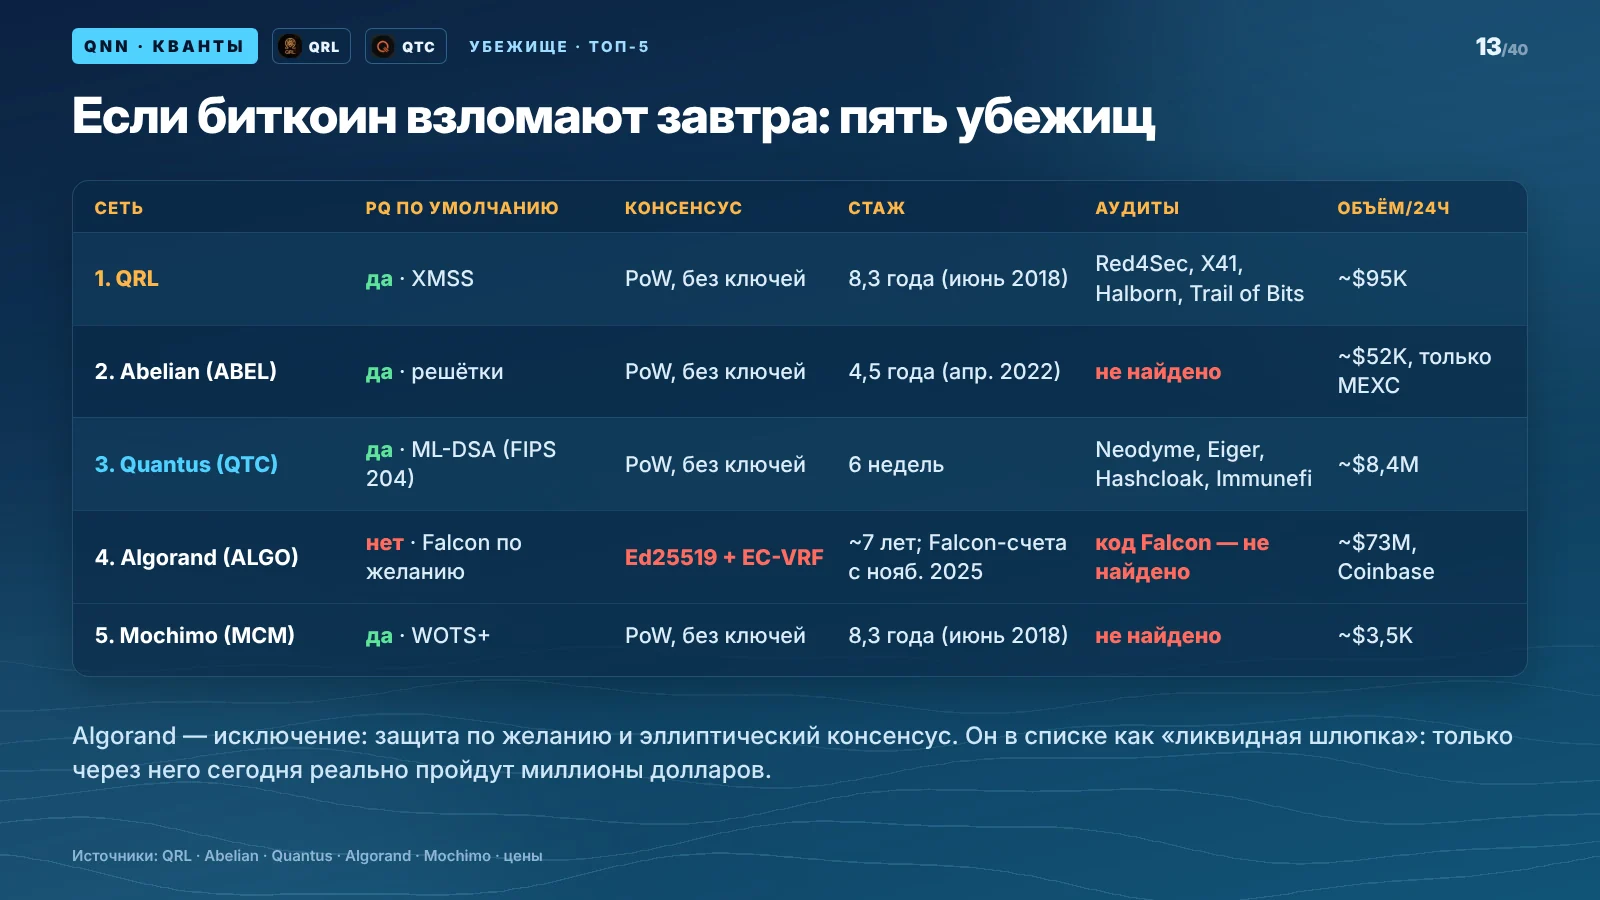 QNN · КВАНТЫ
QRL
QTC
УБЕЖИЩЕ · ТОП-5
13/40
Если биткоин взломают завтра: пять убежищ
СЕТЬ
PQ ПО УМОЛЧАНИЮ
КОНСЕНСУС
СТАЖ
АУДИТЫ
ОБЪЁМ/24Ч
1. QRL
да · XMSS
PoW, без ключей
8,3 года (июнь 2018)
Red4Sec, X41,
Halborn, Trail of Bits
~$95K
2. Abelian (ABEL)
да · решётки
PoW, без ключей
4,5 года (апр. 2022)
не найдено
~$52K, только
MEXC
3. Quantus (QTC)
да · ML-DSA (FIPS
204)
PoW, без ключей
6 недель
Neodyme, Eiger,
Hashcloak, Immunefi
~$8,4M
4. Algorand (ALGO)
нет · Falcon по
желанию
Ed25519 + EC-VRF
~7 лет; Falcon-счета
с нояб. 2025
код Falcon — не
найдено
~$73M,
Coinbase
5. Mochimo (MCM)
да · WOTS+
PoW, без ключей
8,3 года (июнь 2018)
не найдено
~$3,5K
Algorand — исключение: защита по желанию и эллиптический консенсус. Он в списке как «ликвидная шлюпка»: только
через него сегодня реально пройдут миллионы долларов.
Источники: QRL · Abelian · Quantus · Algorand · Mochimo · цены